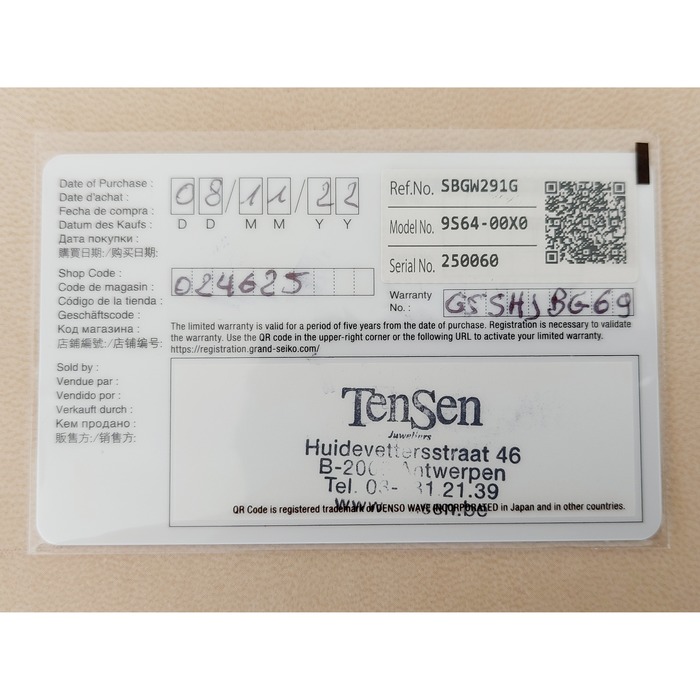 Date of Purchase :
Date d'achat :
Fecha de compra :
Datum des Kaufs :
Дата покупки :
購買日期/购买日期:
08/11/22
D D M M Y Y
Ref.No. SBGW291G
Model No. 9S64-00X0
Serial No. 250060
Shop Code :
Code de magasin :
Código de la tienda :
Geschäftscode :
Код магазина :
店鋪編號/店铺编号:
024625
Warranty
No. :
G5SHJBG69
The limited warranty is valid for a period of five years from the date of purchase. Registration is necessary to validate
the warranty. Use the QR code in the upper-right corner or the following URL to activate your limited warranty.
https://registration.grand-seiko.com/
Sold by :
Vendue par :
Vendido por :
Verkauft durch :
Кем продано :
販售方/销售方:
TenSen
Juweliers
Huidevettersstraat 46
Antwerpen
Tel. 21.39
QR Code is registered trademark of DENSO WAVE INCORPORATED in Japan and in other countries.